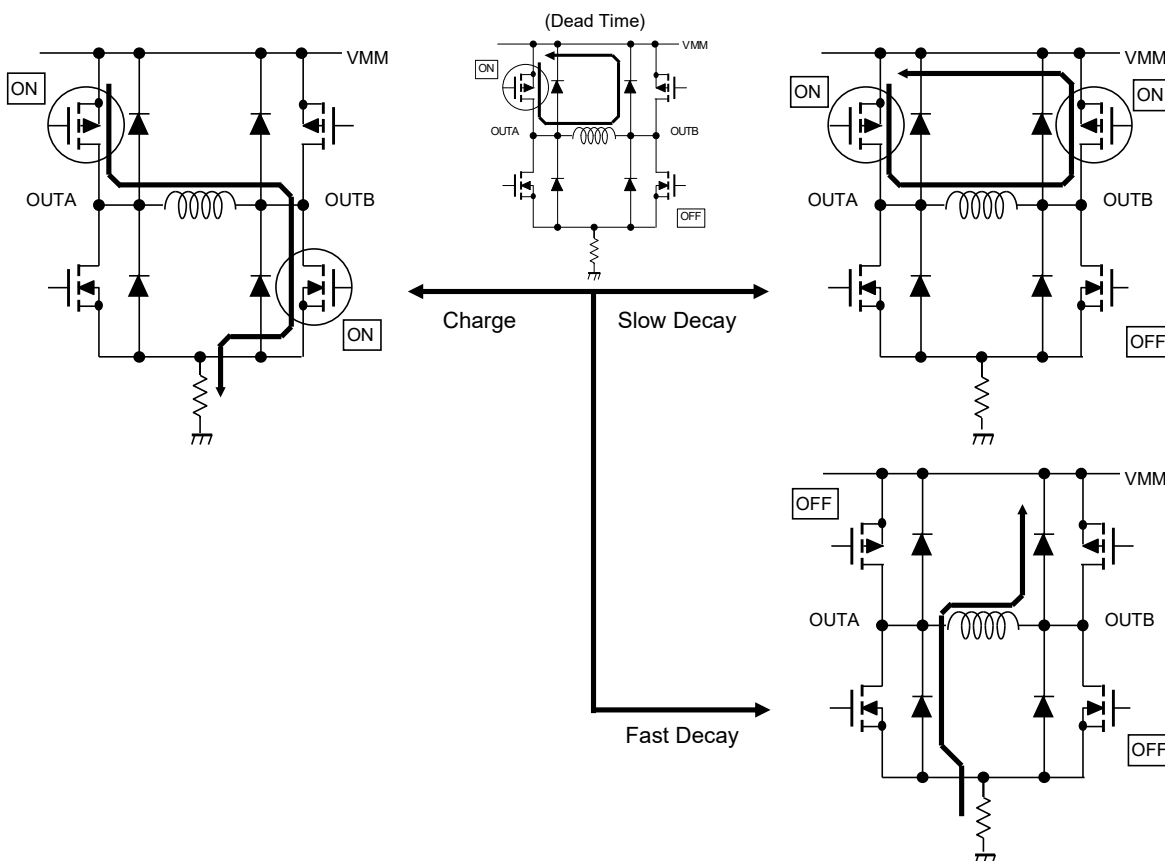 (Dead Time)
VMM
ON
OUTA
OUTB
ON
VMM
ON
OUTA
OUTB
OFF
VMM
ON
ON
OUTA
OUTB
OFF
Charge
Slow Decay
VMM
OFF
OUTA
OUTB
OFF
Fast Decay